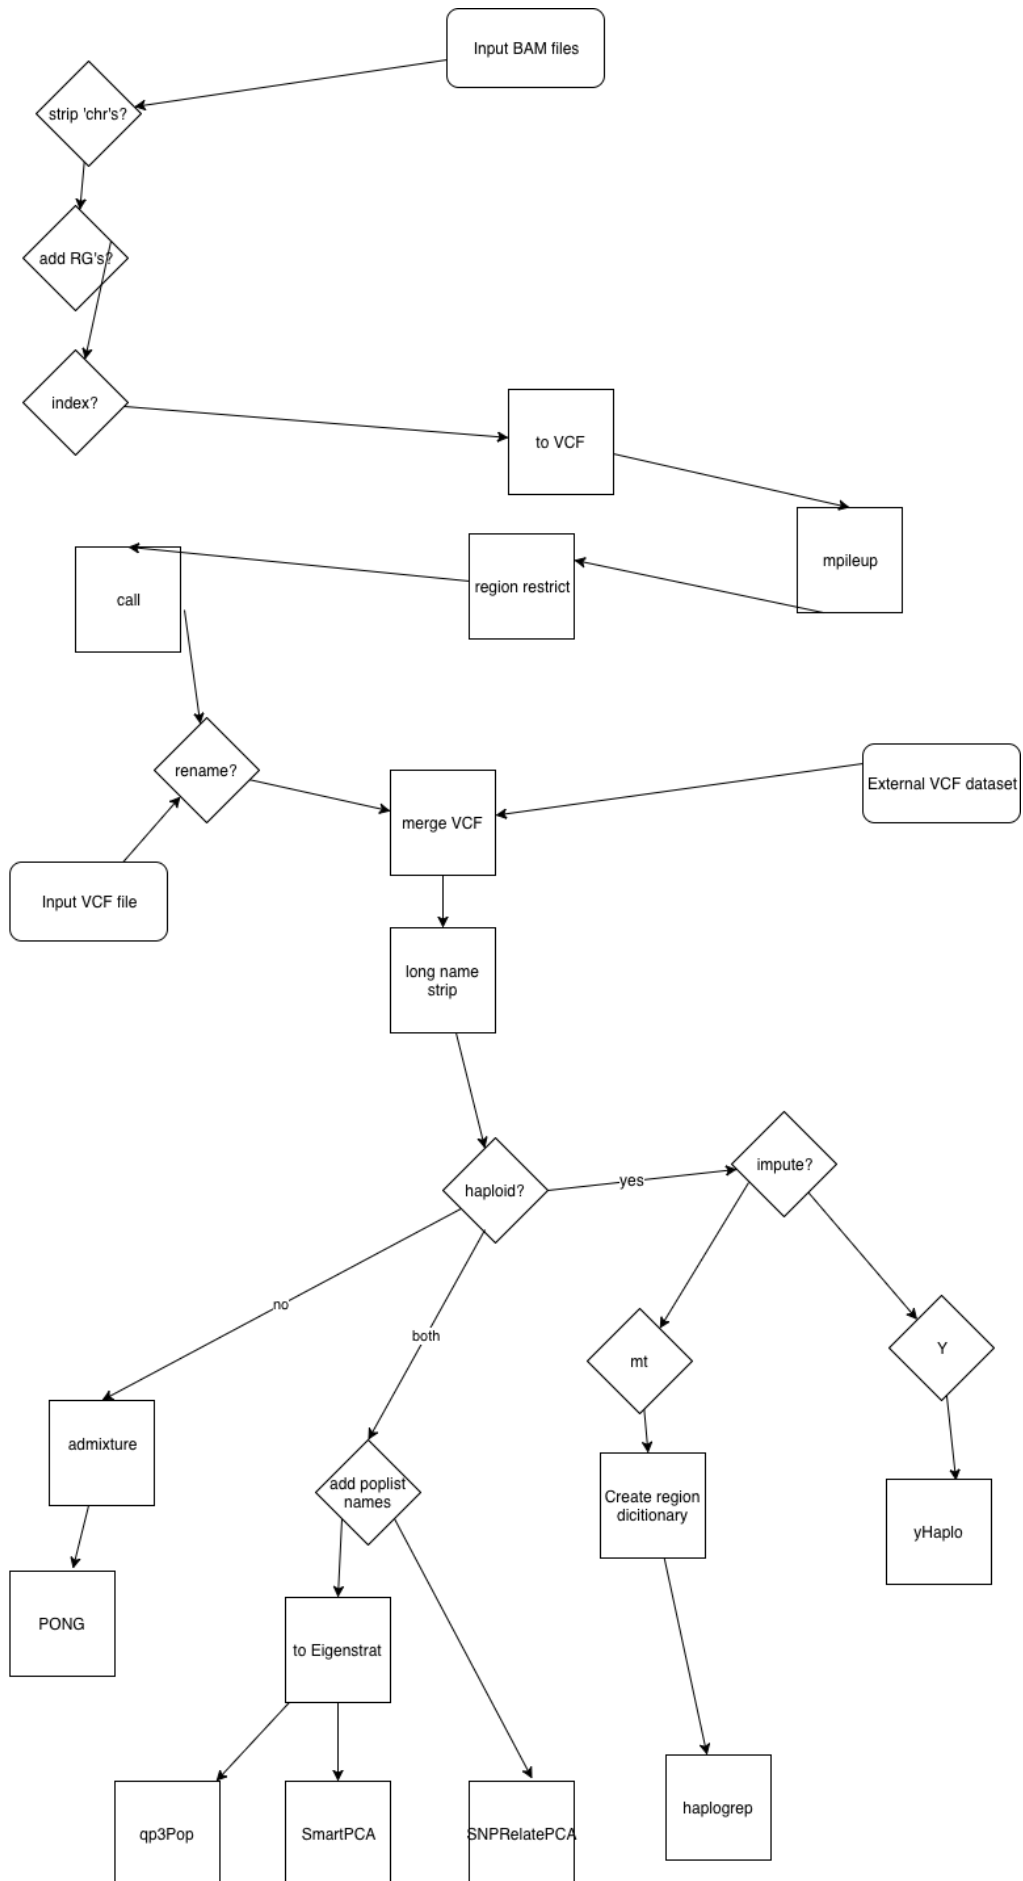 Input BAM files
strip 'chr's?
add RG's?
index?
to VCF
mpileup
region restrict
call
rename?
merge VCF
External VCF dataset
Input VCF file
long name
strip
haploid?
yes
impute?
no
both
mt
Y
admixture
add poplist
names
Create region
dicitionary
yHaplo
PONG
to Eigenstrat
qp3Pop
SmartPCA
SNPRelatePCA
haplogrep